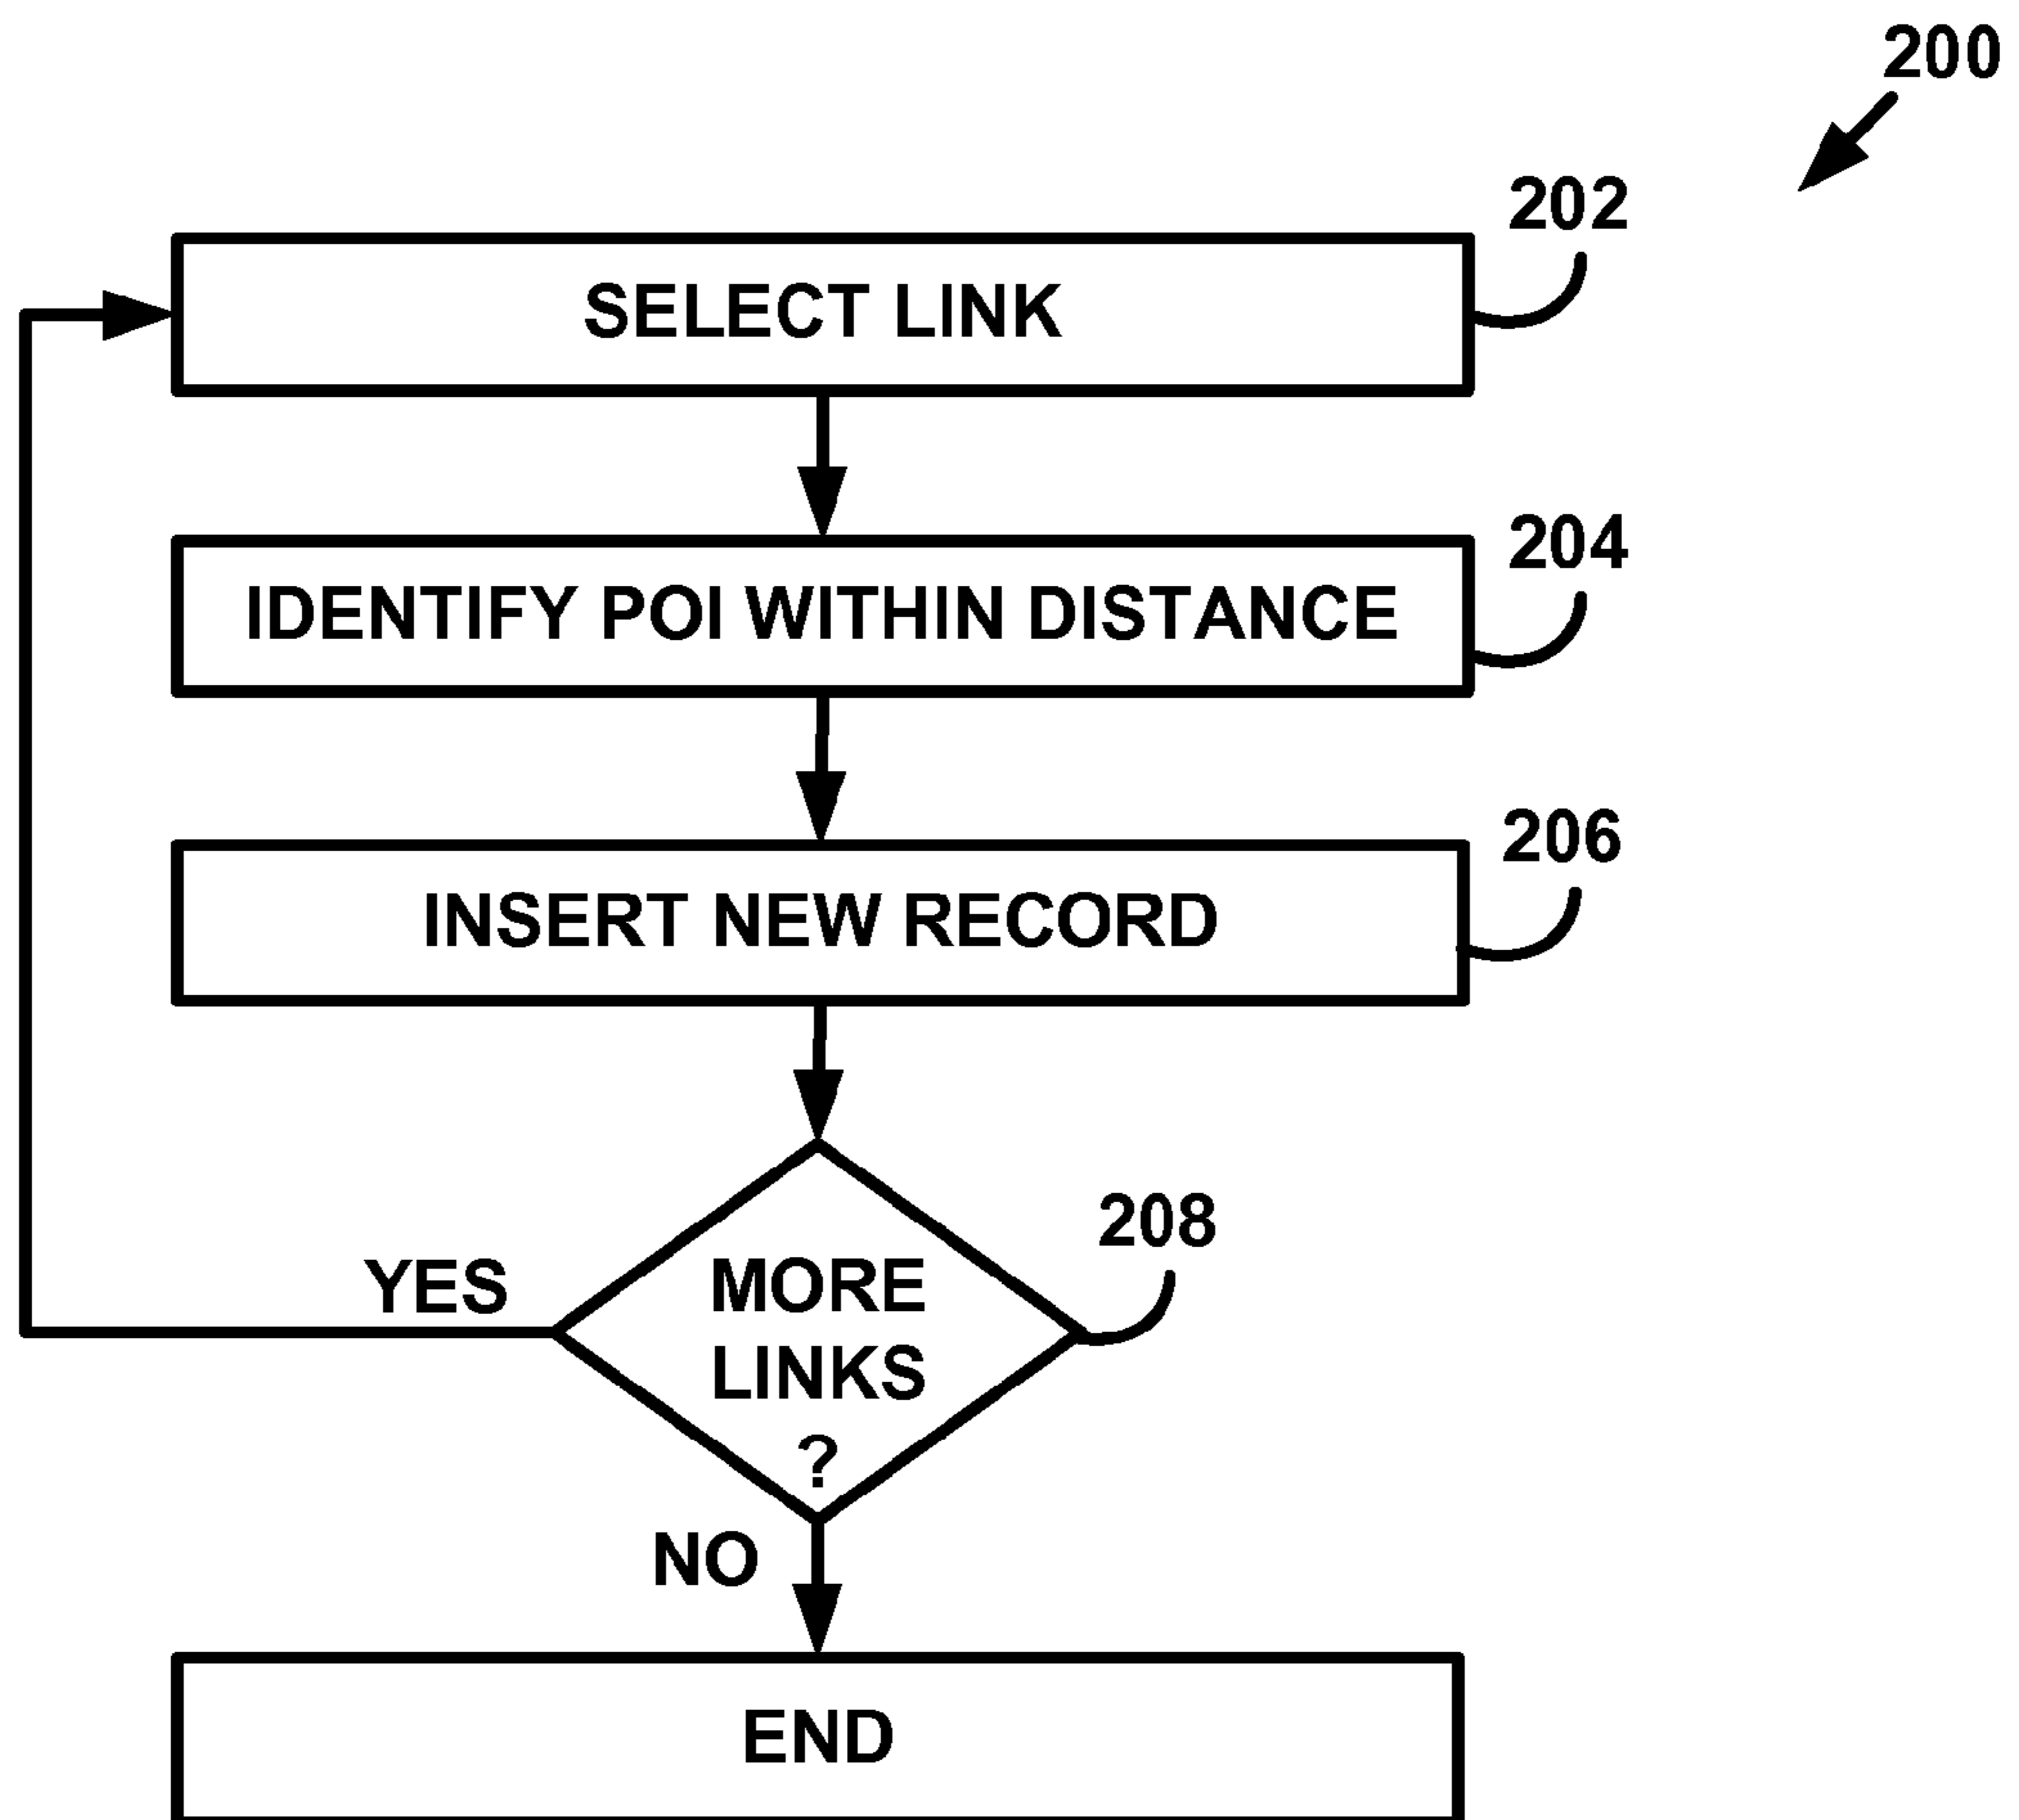 200
202
SELECT LINK
204
IDENTIFY POI WITHIN DISTANCE
206
INSERT NEW RECORD
208
YES
MORE
LINKS
?
NO
END